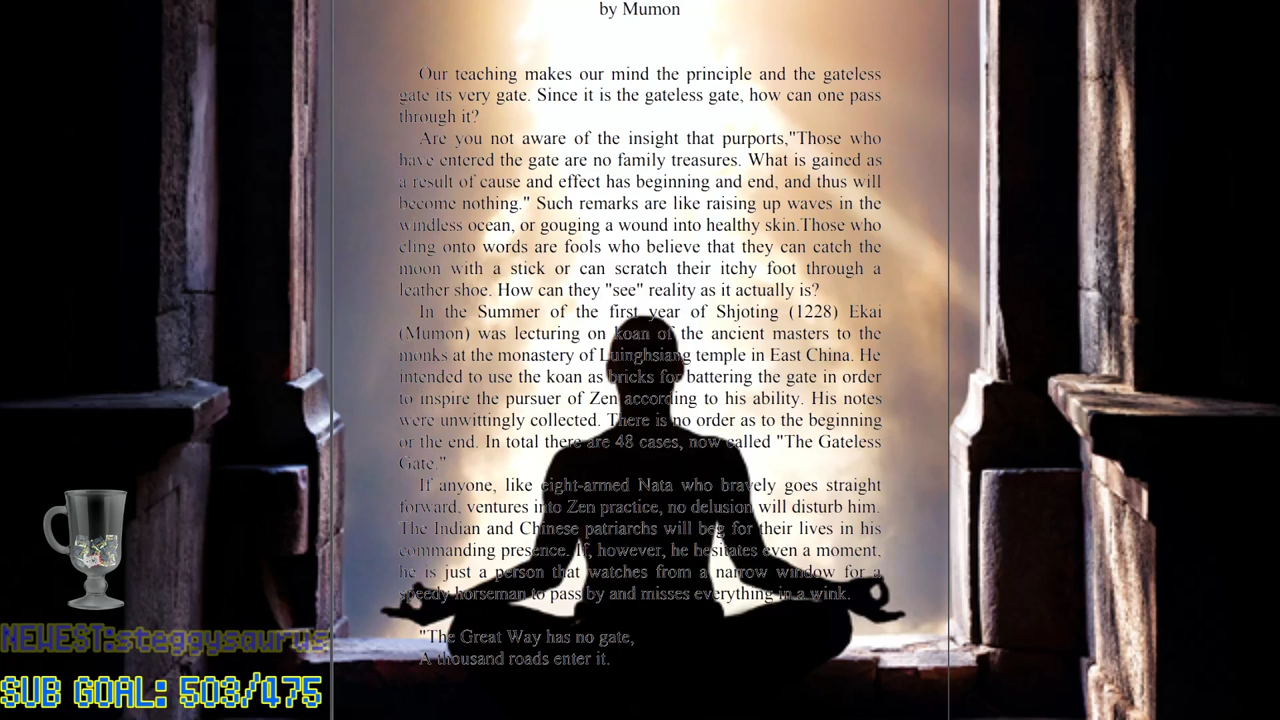 by Mumon
Our teaching makes our mind the principle and the gateless
gate its very gate. Since it is the gateless gate, how can one pass
through it?
Are you not aware of the insight that purports,"Those who
have entered the gate are no family treasures. What is gained as
a result of cause and effect has beginning and end, and thus will
become nothing." Such remarks are like raising up waves in the
windless ocean, or gouging a wound into healthy skin.Those who
cling onto words are fools who believe that they can catch the
moon with a stick or can scratch their itchy foot through a
leather shoe. How can they "see" reality as it actually is?
In the Summer of the first year of Shjoting (1228) Ekai
(Mumon) was lecturing on koan of the ancient masters to the
monks at the monastery of Luinghsiang temple in East China. He
intended to use the koan as bricks for battering the gate in order
to inspire the pursuer of Zen according to his ability. His notes
were unwittingly collected. There is no order as to the beginning
or the end. In total there are 48 cases, now called "The Gateless
Gate."
If anyone, like eight-armed Nata who bravely goes straight
forward, ventures into Zen practice, no delusion will disturb him.
The Indian and Chinese patriarchs will beg for their lives in his
commanding presence. If, however, he hesitates even a moment,
he is just a person that watches from a narrow window for a
speedy horseman to pass by and misses everything in a wink.
"The Great Way has no gate,
A thousand roads enter it.
NEWEST:steggysaurus
SUB GOAL: 503/475